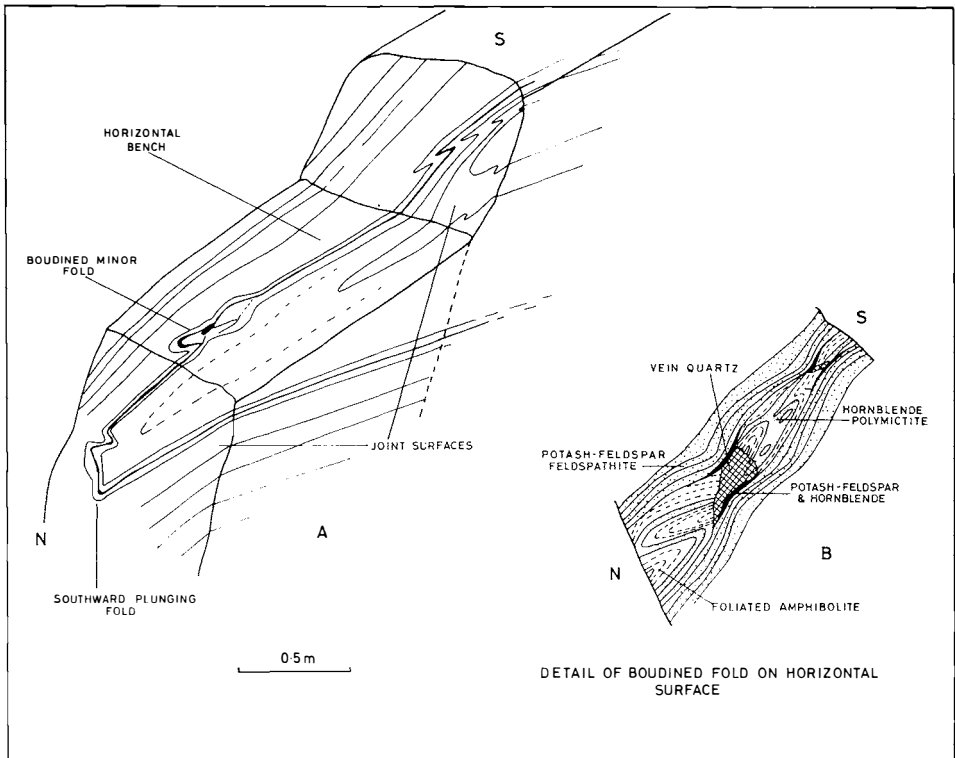 S
HORIZONTAL
BENCH
BOUDINED MINOR
FOLD
JOINT SURFACES
N
A
SOUTHWARD PLUNGING
FOLD
0·5m
S
VEIN QUARTZ
HORNBLENDE
POLYMICTITE
POTASH-FELDSPAR
FELDSPATHITE
POTASH-FELDSPAR
& HORNBLENDE
B
N
FOLIATED AMPHIBOLITE
DETAIL OF BOUDINED FOLD ON HORIZONTAL
SURFACE